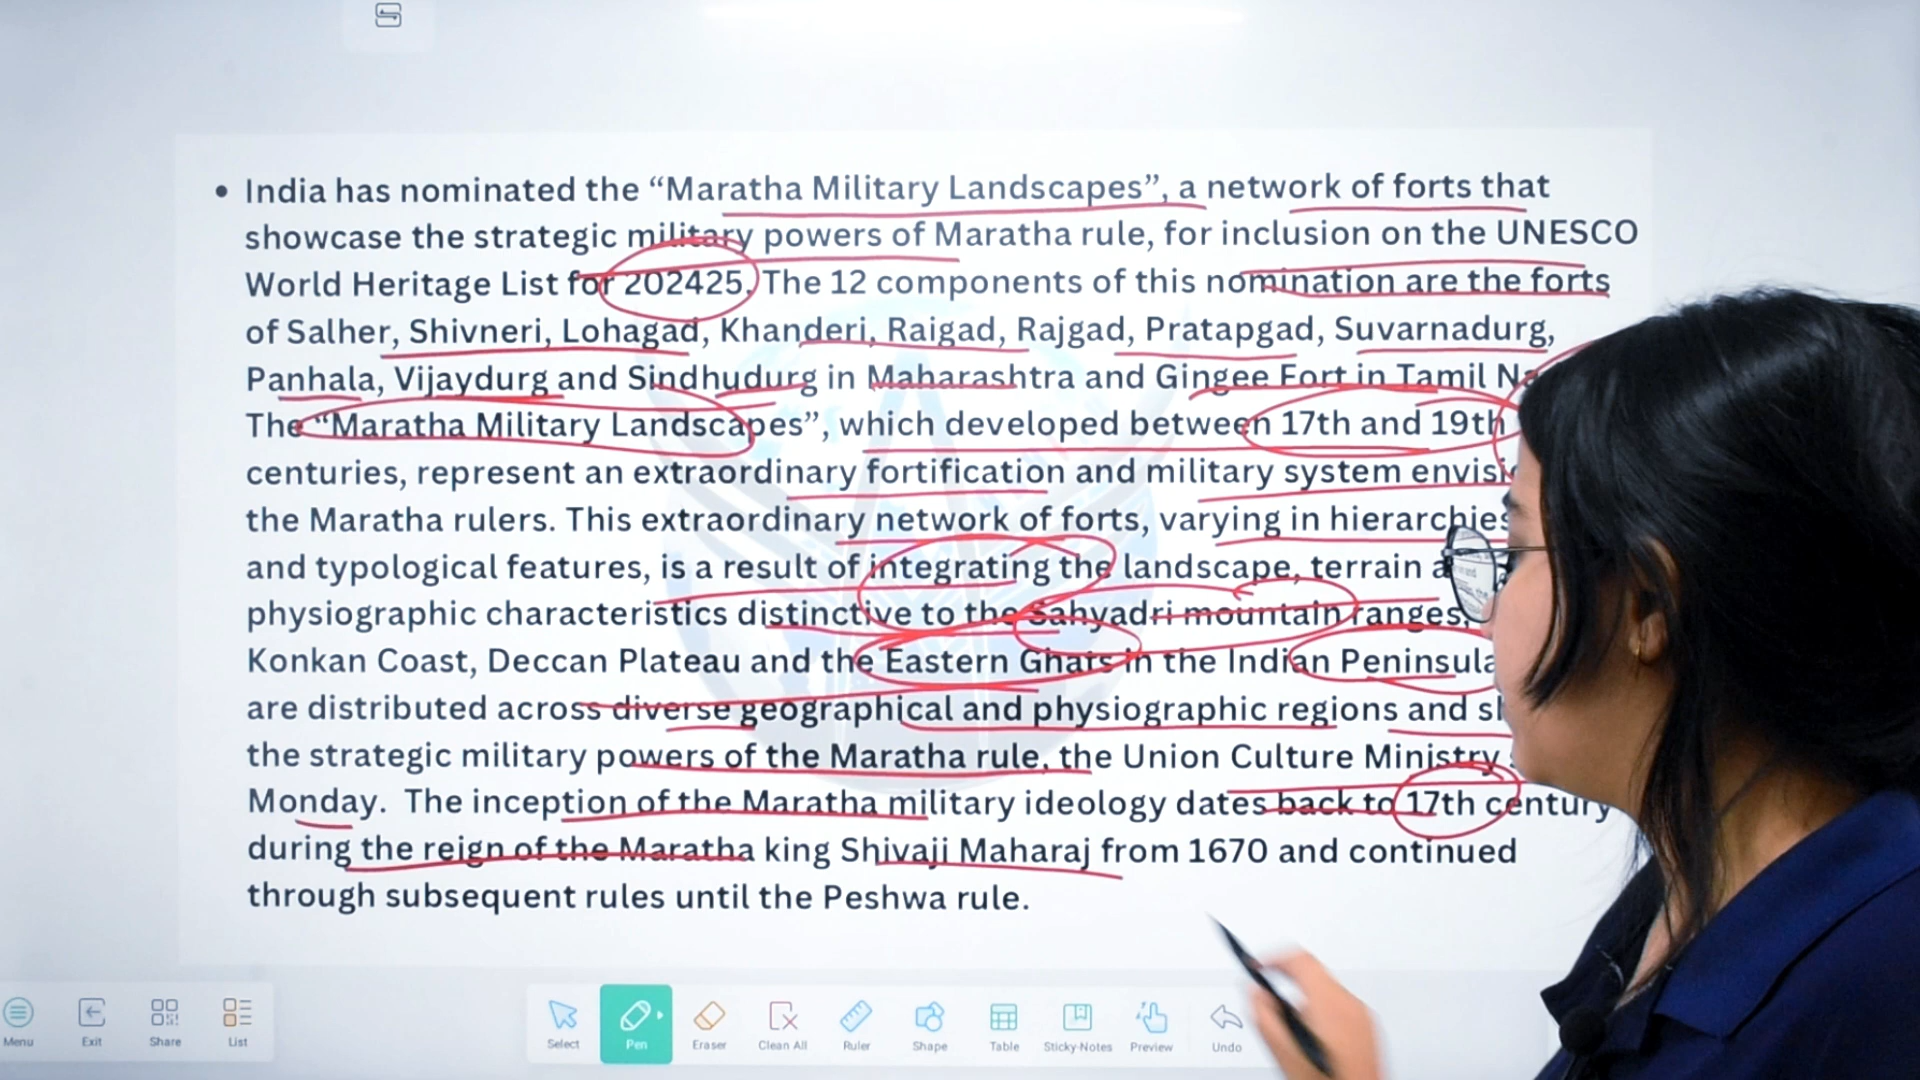 • India has nominated the “Maratha Military Landscapes”, a network of forts that
showcase the strategic military powers of Maratha rule, for inclusion on the UNESCO
World Heritage List for 202425. The 12 components of this nomination are the forts
of Salher, Shivneri, Lohagad, Khanderi, Raigad, Rajgad, Pratapgad, Suvarnadurg,
Panhala, Vijaydurg and Sindhudurg in Maharashtra and Gingee Fort in Tamil
The “Maratha Military Landscapes”, which developed between 17th and 19th
centuries, represent an extraordinary fortification and military system
the Maratha rulers. This extraordinary network of forts, varying in hierarchies
and typological features, is a result of integrating the landscape, terrain
physiographic characteristics distinctive to the Sahyadri mountain ranges,
Konkan Coast, Deccan Plateau and the Eastern Ghats in the Indian Peninsula
are distributed across diverse geographical and physiographic regions and
the strategic military powers of the Maratha rule, the Union Culture Ministry
Monday. The inception of the Maratha military ideology dates back to 17th century
during the reign of the Maratha king Shivaji Maharaj from 1670 and continued
through subsequent rules until the Peshwa rule.
Menu Exit Share List Select Pen Eraser Clean All Ruler Shape Table Sticky-Notes Preview Undo